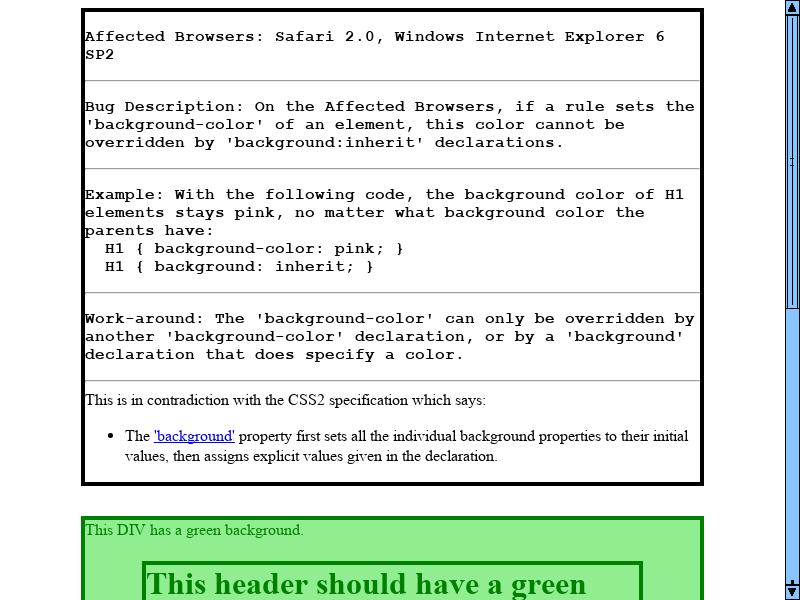 Affected Browsers: Safari 2.0, Windows Internet Explorer 6
SP2
Bug Description: On the Affected Browsers, if a rule sets the
'background-color' of an element, this color cannot be
overridden by 'background:inherit' declarations.
Example: With the following code, the background color of H1
elements stays pink, no matter what background color the
parents have:
H1 { background-color: pink; }
H1 { background: inherit; }
Work-around: The 'background-color' can only be overridden by
another 'background-color' declaration, or by a 'background'
declaration that does specify a color.
This is in contradiction with the CSS2 specification which says:
• The 'background' property first sets all the individual background properties to their initial
values, then assigns explicit values given in the declaration.
This DIV has a green background.
This header should have a green